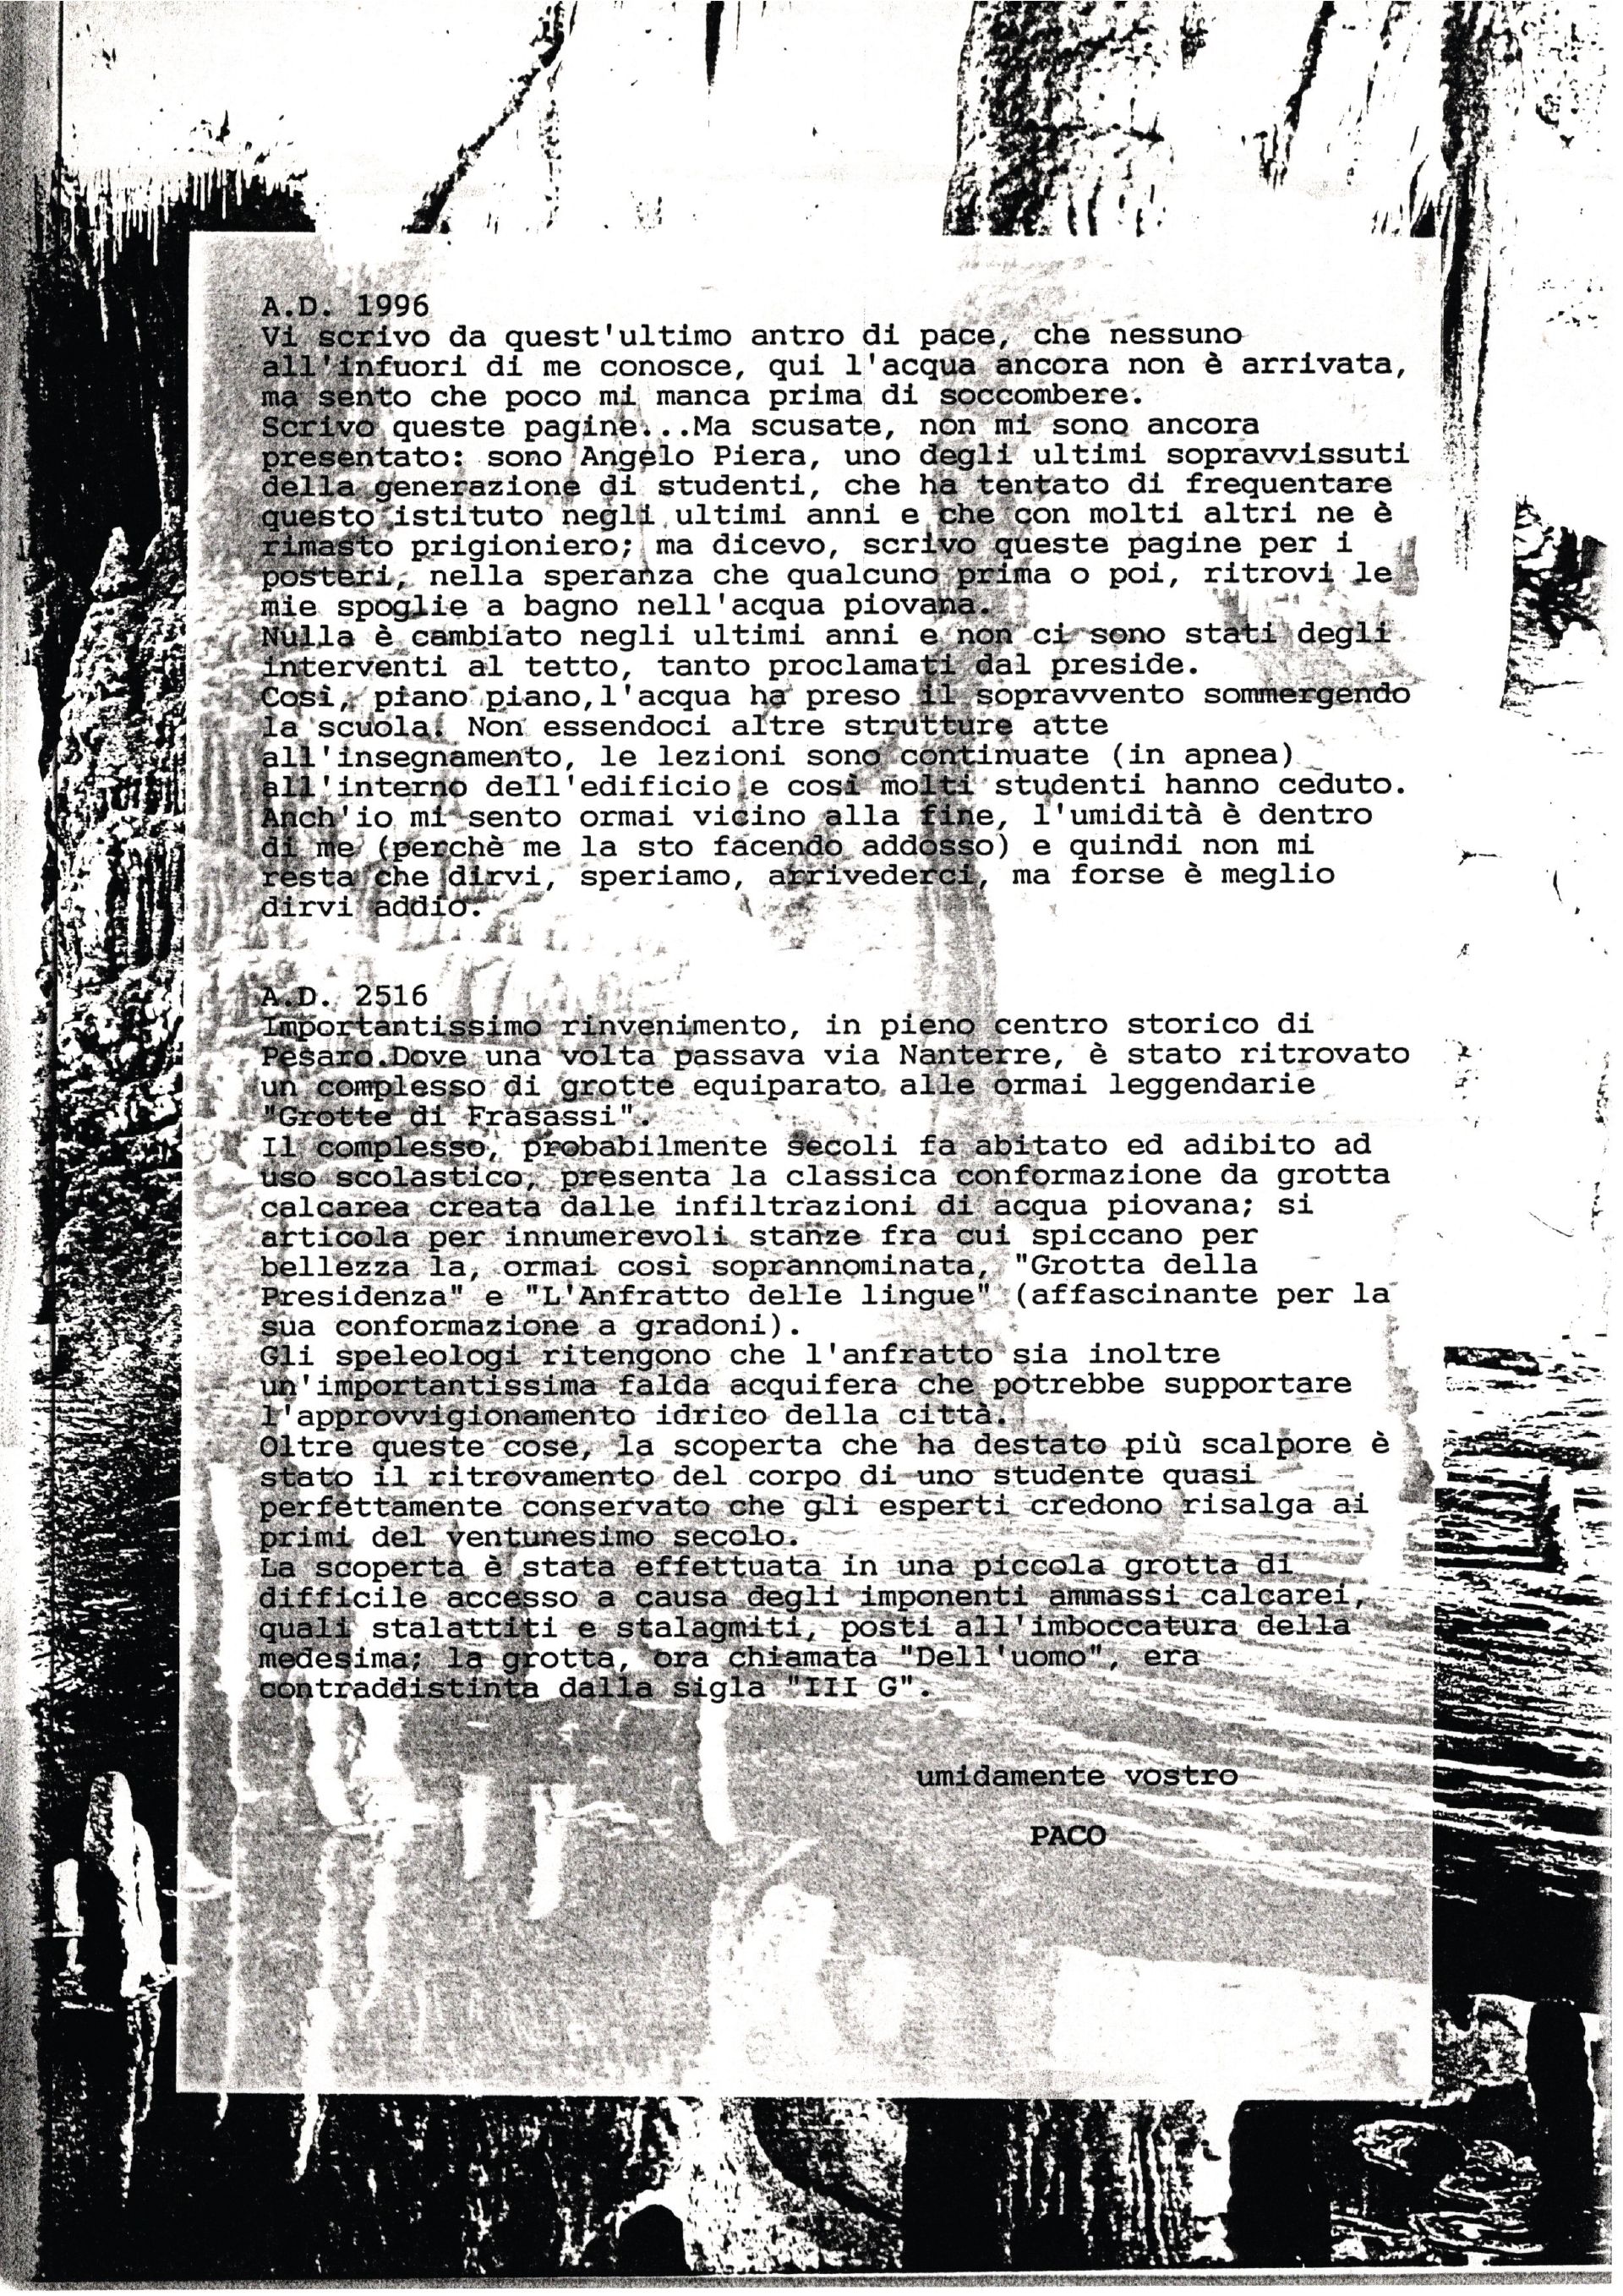 A.D. 1996
Vi scrivo da quest'ultimo antro di pace, che nessuno
all'infuori di me conosce, qui l'acqua ancora non è arrivata,
ma sento che poco mi manca prima di soccombere.
Scrivo queste pagine...Ma scusate, non mi sono ancora
presentato: sono Angelo Piera, uno degli ultimi sopravvissuti
della generazione di studenti, che ha tentato di frequentare
questo istituto negli ultimi anni e che con molti altri ne è
rimasto prigioniero; ma dicevo, scrivo queste pagine per i
posteri, nella speranza che qualcuno prima o poi, ritrovi le
mie spoglie a bagno nell'acqua piovana.
Nulla è cambiato negli ultimi anni e non ci sono stati degli
interventi al tetto, tanto proclamati dal preside.
Così, piano piano,l'acqua ha preso il sopravvento sommergendo
la scuola. Non essendoci altre strutture atte
all'insegnamento, le lezioni sono continuate (in apnea)
all'interno dell'edificio e così molti studenti hanno ceduto.
Anch'io mi sento ormai vicino alla fine, l'umidità è dentro
di me (perchè me la sto facendo addosso) e quindi non mi
resta che dirvi, speriamo, arrivederci, ma forse è meglio
dirvi addio.
A.D. 2516
Importantissimo rinvenimento, in pieno centro storico di
Pesaro.Dove una volta passava via Nanterre, è stato ritrovato
un complesso di grotte equiparato alle ormai leggendarie
"Grotte di Frasassi".
Il complesso, probabilmente secoli fa abitato ed adibito ad
uso scolastico, presenta la classica conformazione da grotta
calcarea creata dalle infiltrazioni di acqua piovana; si
articola per innumerevoli stanze fra cui spiccano per
bellezza la, ormai così soprannominata, "Grotta della
Presidenza" e "L'Anfratto delle lingue" (affascinante per la
sua conformazione a gradoni).
Gli speleologi ritengono che l'anfratto sia inoltre
un'importantissima falda acquifera che potrebbe supportare
l'approvvigionamento idrico della città.
Oltre queste cose, la scoperta che ha destato più scalpore è
stato il ritrovamento del corpo di uno studente quasi
perfettamente conservato che gli esperti credono risalga ai
primi del ventunesimo secolo.
La scoperta è stata effettuata in una piccola grotta di
difficile accesso a causa degli imponenti ammassi calcarei,
quali stalattiti e stalagmiti, posti all'imboccatura della
medesima; la grotta, ora chiamata "Dell'uomo", era
contraddistinta dalla sigla "III G".
umidamente vostro
PACO